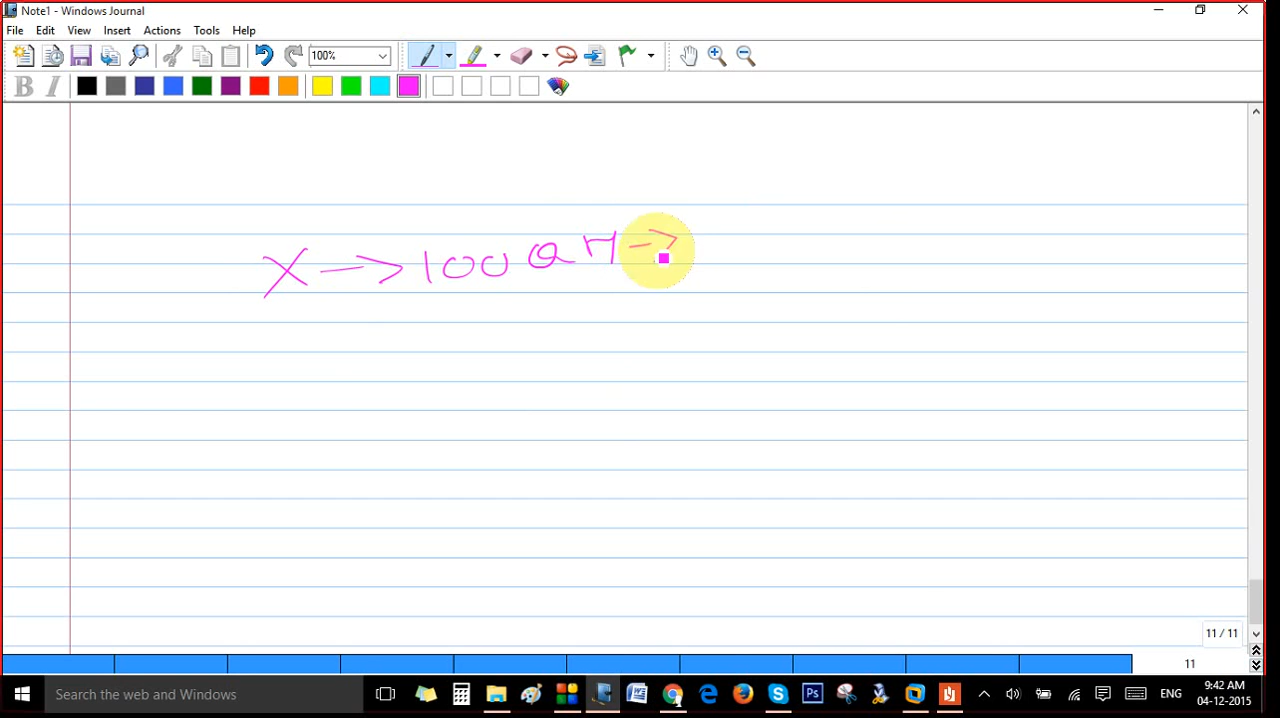 Note1 - Windows Journal
File Edit View Insert Actions Tools Help
100%
B I
X → 100 @ 7 →
11 / 11
11
Search the web and Windows
ENG
9:42 AM
04-12-2015